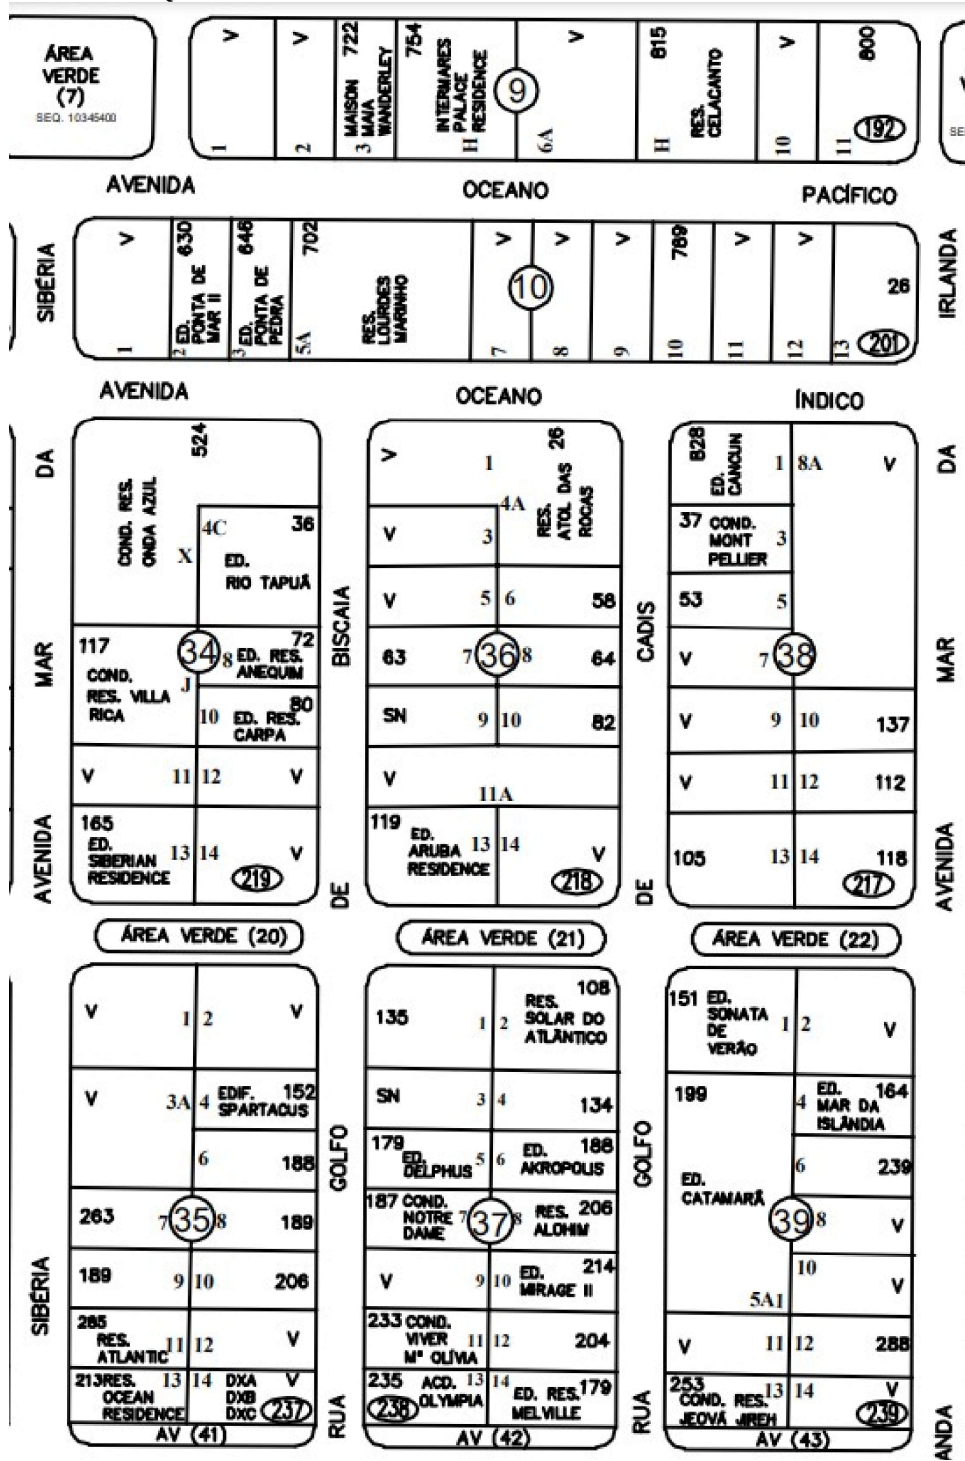 ÁREA
VERDE
(7)
SEQ. 10345400
V
1
V
2
722
MAISON
MAIA
WANDERLEY
3
754
INTERMARES
PALACE
RESIDENCE
H
9
V
6A
815
RES.
CELACANTO
H
V
10
800
11
192
AVENIDA OCEANO PACÍFICO
SIBÉRIA
V
1
630
ED.
PONTA DE
MAR II
2
646
ED.
PONTA DE
PEDRA
3
702
RES.
LOURDES
MARINHO
5A
10
V
7
V
8
V
9
789
10
V
11
V
12
26
13
201
IRLANDA
AVENIDA OCEANO ÍNDICO
DA
MAR
AVENIDA
524
COND. RES.
ONDA AZUL
X
4C
36
ED.
RIO TAPUÃ
117
COND.
RES. VILLA
RICA
J
34
8
72
ED. RES.
ANEQUIM
80
10
ED. RES.
CARPA
V
11
12
V
165
ED.
SIBERIAN
RESIDENCE
13
14
V
219
BISCAIA
DE
V
1
26
4A
RES.
ATOL DAS
ROCAS
V
3
V
5
6
58
63
7
36
8
64
SN
9
10
82
V
11A
119
ED.
ARUBA
RESIDENCE
13
14
V
218
CADIS
DE
828
ED.
CANCUN
1
8A
V
37 COND.
MONT
PELLIER
3
53
5
V
7
38
V
9
10
137
V
11
12
112
105
13
14
118
217
DA
MAR
AVENIDA
ÁREA VERDE (20)
ÁREA VERDE (21)
ÁREA VERDE (22)
SIBÉRIA
V
1
2
V
V
3A
4
EDIF.
SPARTACUS
152
6
188
263
7
35
8
189
189
9
10
206
265
RES.
ATLANTIC
11
12
V
213 RES.
OCEAN
RESIDENCE
13
14
DXA
DXB
DXC
V
237
AV (41)
GOLFO
RUA
135
1
2
108
RES.
SOLAR DO
ATLÂNTICO
SN
3
4
134
179
ED.
DELPHUS
5
6
ED.
AKROPOLIS
188
187 COND.
NOTRE
DAME
7
37
8
RES.
ALOHIM
206
V
9
10
ED.
MIRAGE II
214
233 COND.
VIVER
Mª OLÍVIA
11
12
204
235
ACD.
OLYMPIA
13
14
ED. RES.
MELVILLE
179
238
AV (42)
GOLFO
RUA
151 ED.
SONATA
DE
VERÃO
1
2
V
199
ED.
CATAMARÃ
5A1
4
ED.
MAR DA
ISLÂNDIA
164
6
239
39
8
V
10
V
V
11
12
288
253
COND. RES.
JEOVÁ JIREH
13
14
V
239
AV (43)
ANDA